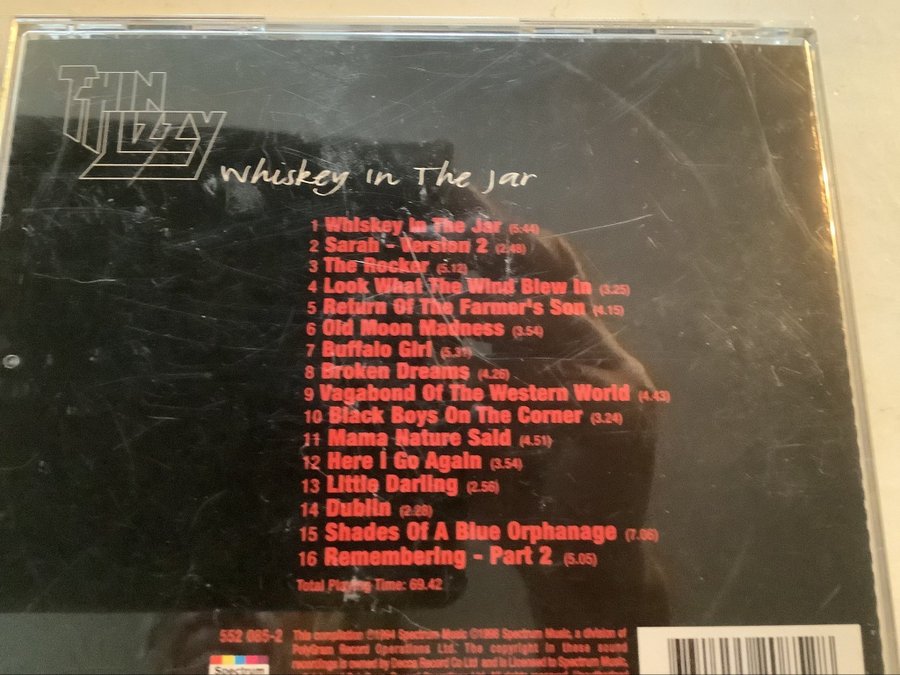 THIN LIZZY
Whiskey In The Jar
1 Whiskey In The Jar (5:44)
2 Sarah - Version 2 (2:49)
3 The Rocker (5.12)
4 Look What The Wind Blew In (3.25)
5 Return Of The Farmer's Son (4.15)
6 Old Moon Madness (3.54)
7 Buffalo Girl (5.31)
8 Broken Dreams (4.26)
9 Vagabond Of The Western World (4.43)
10 Black Boys On The Corner (3.24)
11 Mama Nature Said (4.51)
12 Here I Go Again (3.54)
13 Little Darling (2.56)
14 Dublin (2.28)
15 Shades Of A Blue Orphanage (7.06)
16 Remembering - Part 2 (5.05)
Total Playing Time: 69.42
552 085-2 This compilation ©1994 Spectrum Music ©1998 Spectrum Music, a division of
PolyGram Record Operations Ltd. The copyright in these sound
recordings is owned by Decca Record Co Ltd and is Licensed to Spectrum Music,
Spectrum